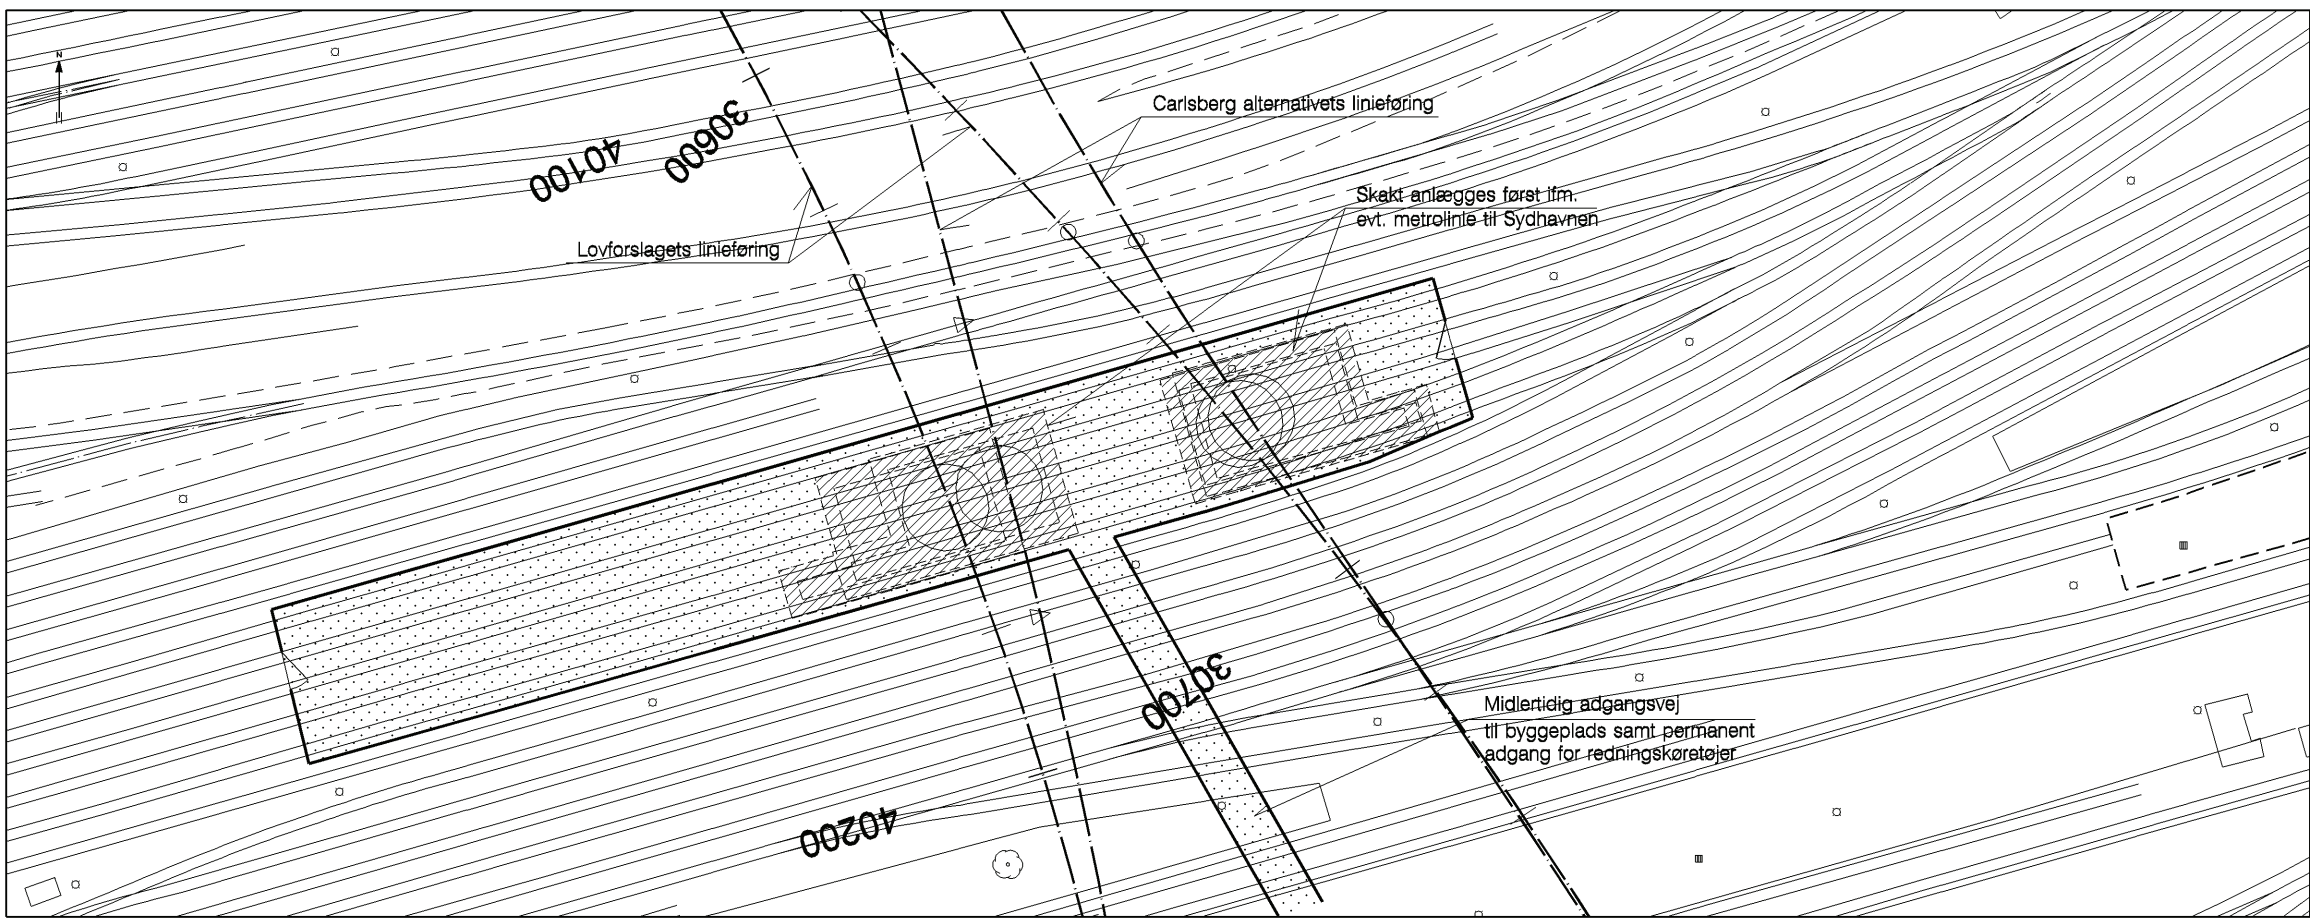 N
Carlsberg alternativets linieføring
30600
40100
Skakt anlægges først ifm.
evt. metrolinie til Sydhavnen
Lovforslagets linieføring
30700
Midlertidig adgangsvej
til byggeplads samt permanent
adgang for redningskøretøjer
40200